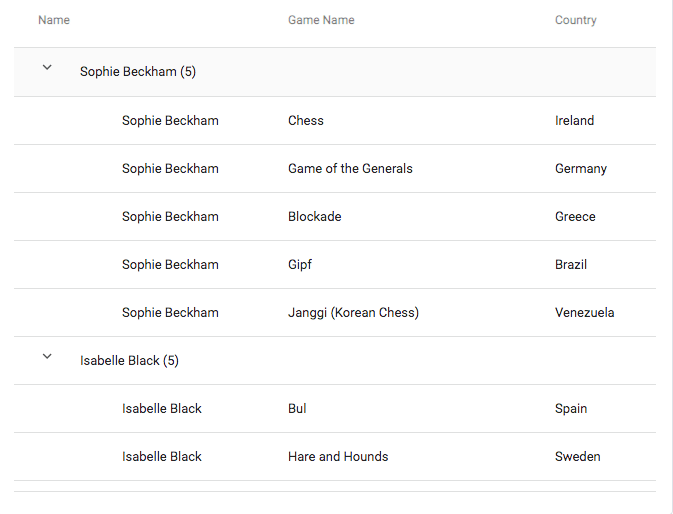 Name Game Name Country
Sophie Beckham (5)
Sophie Beckham Chess Ireland
Sophie Beckham Game of the Generals Germany
Sophie Beckham Blockade Greece
Sophie Beckham Gipf Brazil
Sophie Beckham Janggi (Korean Chess) Venezuela
Isabelle Black (5)
Isabelle Black Bul Spain
Isabelle Black Hare and Hounds Sweden